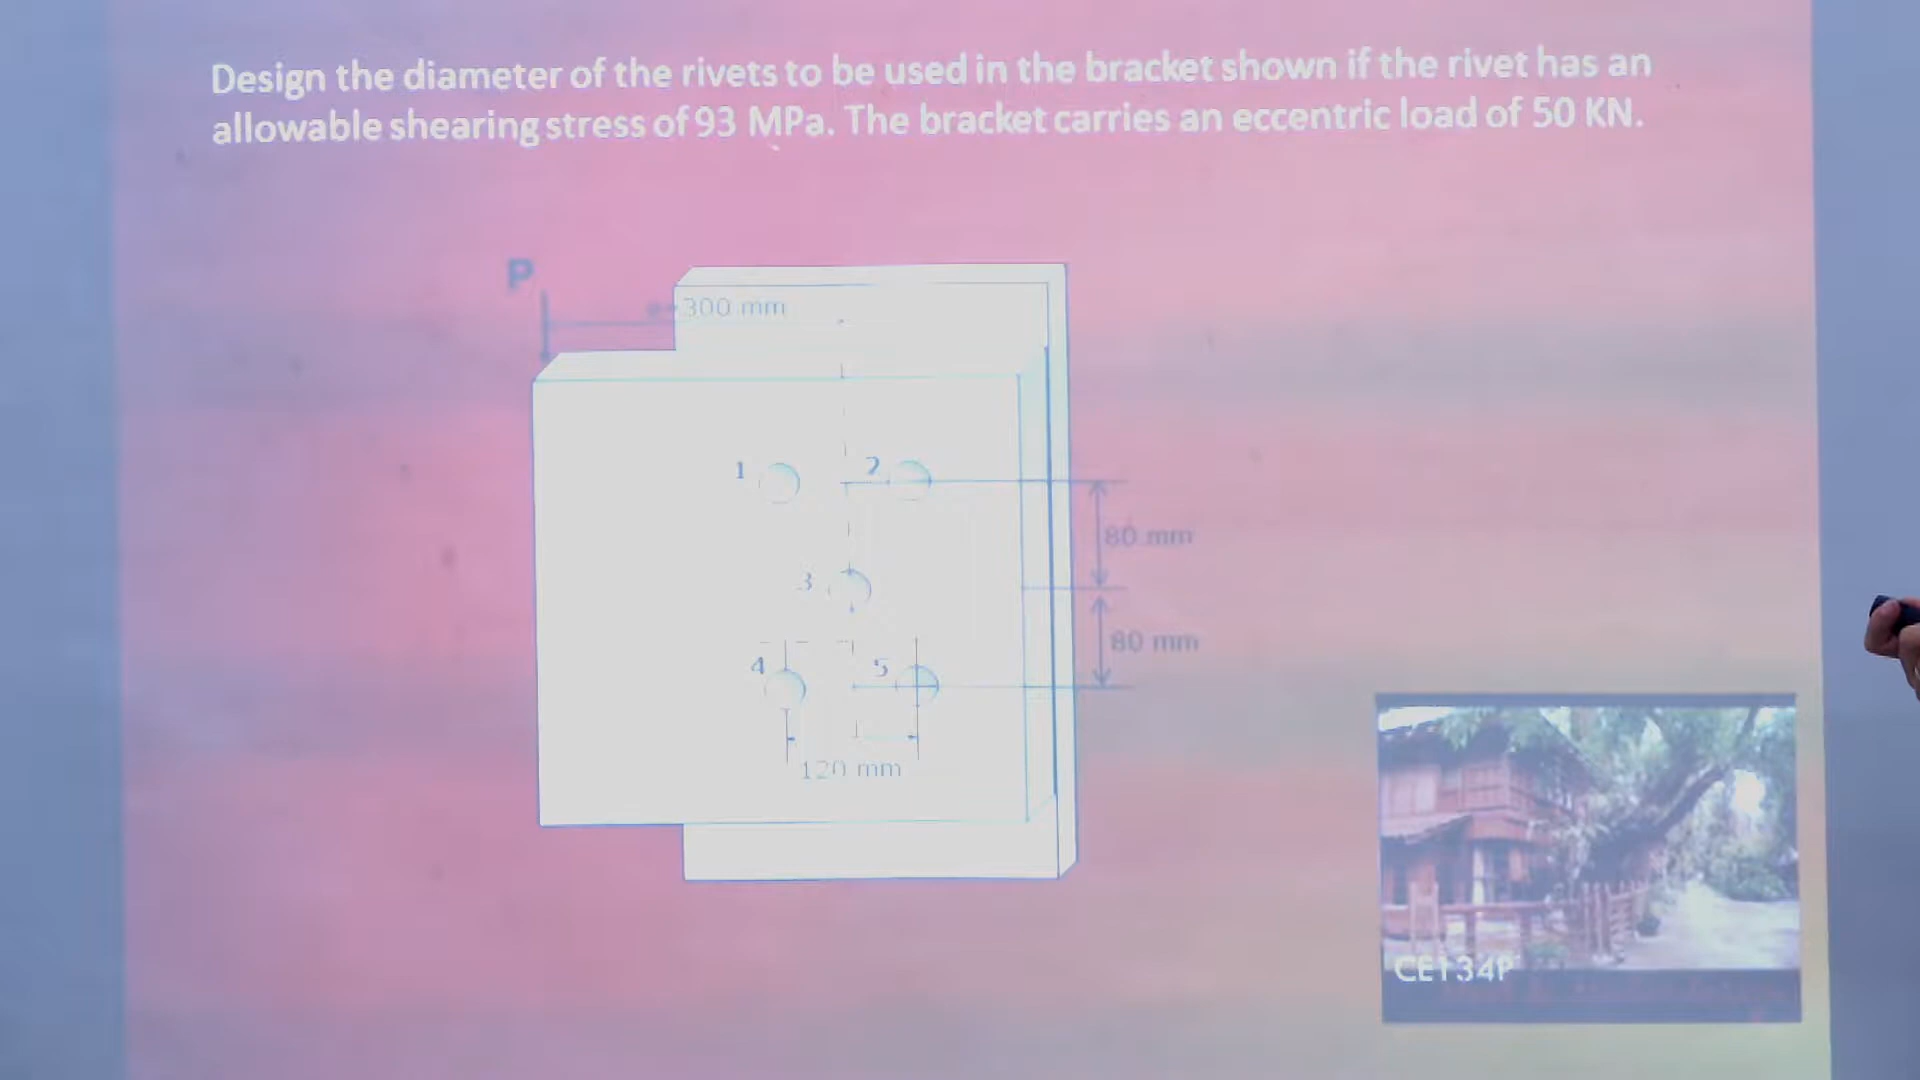 Design the diameter of the rivets to be used in the bracket shown if the rivet has an
allowable shearing stress of 93 MPa. The bracket carries an eccentric load of 50 KN.
P
300 mm
1
2
80 mm
3
80 mm
4
5
120 mm
CE134P